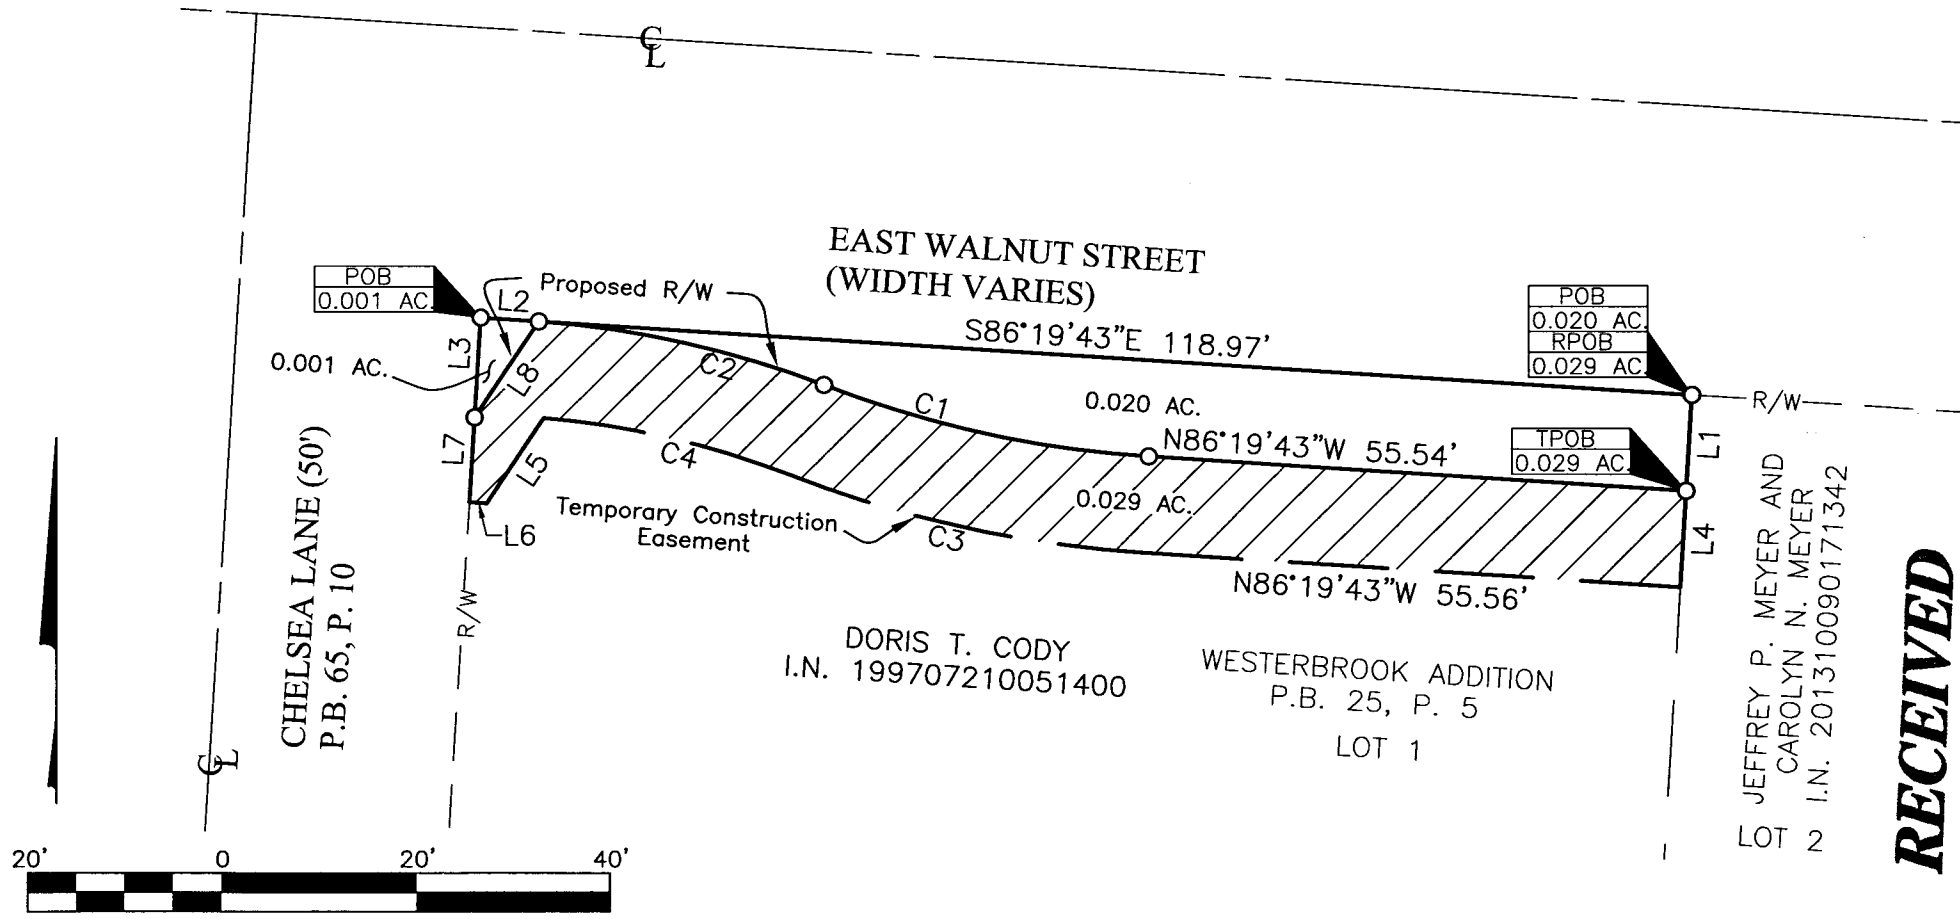 ℄
EAST WALNUT STREET
(WIDTH VARIES)
S86°19'43"E 118.97'
POB
0.001 AC.
L2
Proposed R/W
POB
0.020 AC.
RPOB
0.029 AC.
L3
0.001 AC.
L8
C2
C1
0.020 AC.
R/W
N86°19'43"W 55.54'
TPOB
0.029 AC.
L1
L7
L5
C4
0.029 AC.
L6
Temporary Construction
Easement
C3
L4
N86°19'43"W 55.56'
CHELSEA LANE (50')
P.B. 65, P. 10
R/W
DORIS T. CODY
I.N. 199707210051400
WESTERBROOK ADDITION
P.B. 25, P. 5
LOT 1
JEFFREY P. MEYER AND
CAROLYN N. MEYER
I.N. 201310090171342
LOT 2
RECEIVED
℄
20' 0 20' 40'